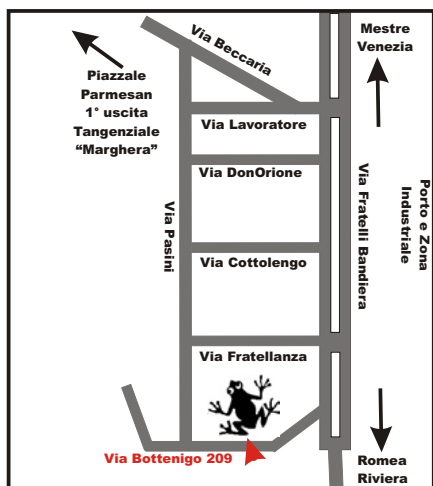 Mestre
Venezia
Via Beccaria
Piazzale
Parmesan
1° uscita
Tangenziale
“Marghera”
Via Lavoratore
Via DonOrione
Via Pasini
Via Fratelli Bandiera
Porto e Zona
Industriale
Via Cottolengo
Via Fratellanza
Via Bottenigo 209
Romea
Riviera